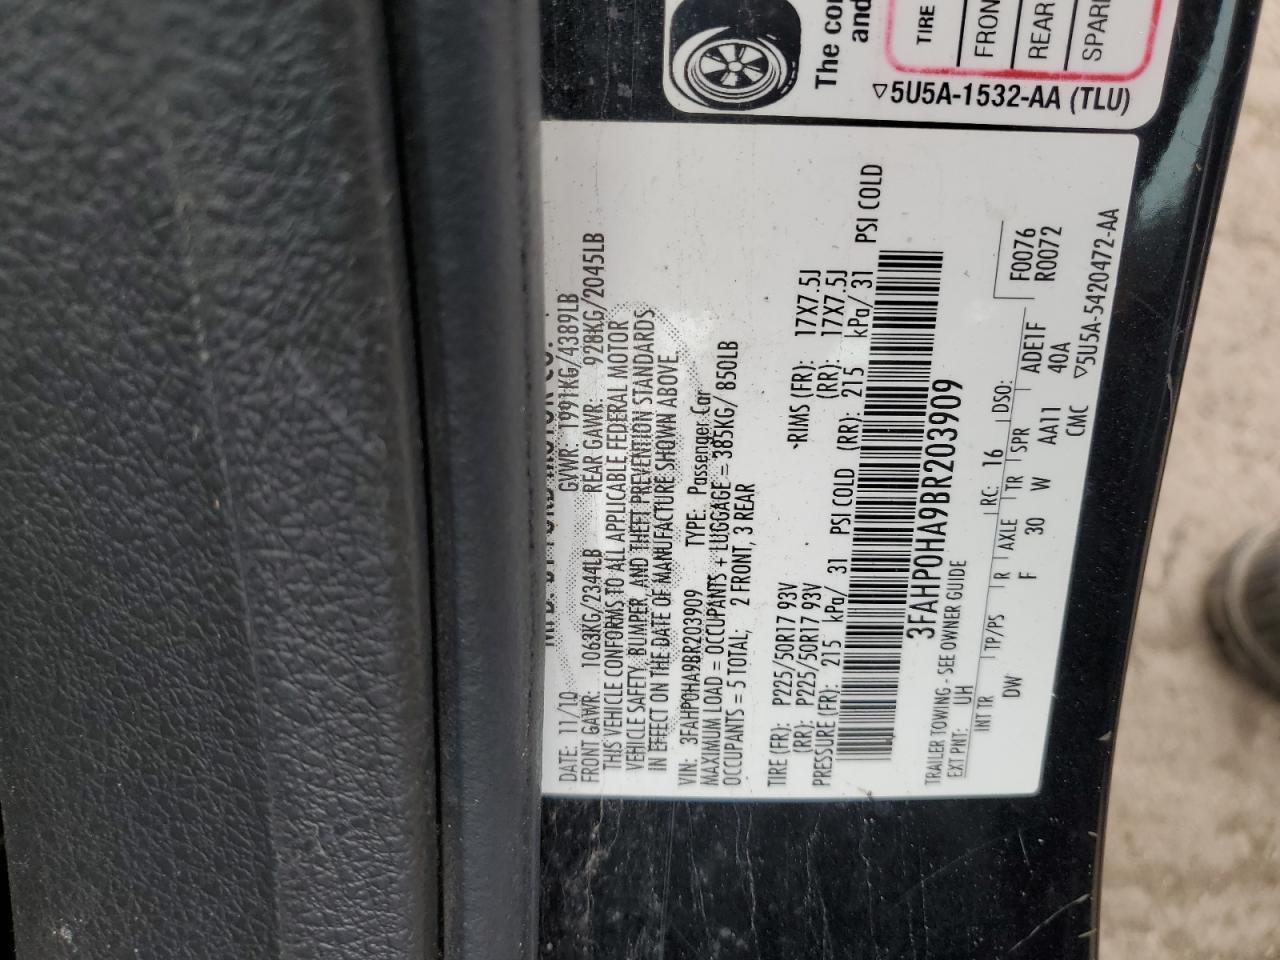 The
and
TIRE
FRON
REAR
SPAR
▽5U5A-1532-AA (TLU)
MFD. BY FORD MOTOR CO.
DATE: 11/10 GVWR: 1991KG/4389LB
FRONT GAWR: 1063KG/2344LB REAR GAWR: 928KG/2045LB
THIS VEHICLE CONFORMS TO ALL APPLICABLE FEDERAL MOTOR
VEHICLE SAFETY, BUMPER, AND THEFT PREVENTION STANDARDS
IN EFFECT ON THE DATE OF MANUFACTURE SHOWN ABOVE.
VIN: 3FAHP0HA9BR203909 TYPE: Passenger Car
MAXIMUM LOAD = OCCUPANTS + LUGGAGE = 385KG/ 850LB
OCCUPANTS = 5 TOTAL; 2 FRONT, 3 REAR
TIRE (FR): P225/50R17 93V RIMS (FR): 17X7.5J
(RR): P225/50R17 93V (RR): 17X7.5J
PRESSURE (FR): 215 kPa/ 31 PSI COLD (RR): 215 kPa/ 31 PSI COLD
3FAHP0HA9BR203909
TRAILER TOWING - SEE OWNER GUIDE
EXT PNT: UH RC: 16 DSO: F0076
R0072
INT TR TP/PS R AXLE TR SPR ADE1F
DW F 30 W AA11 40A
CMC ▽5U5A-5420472-AA